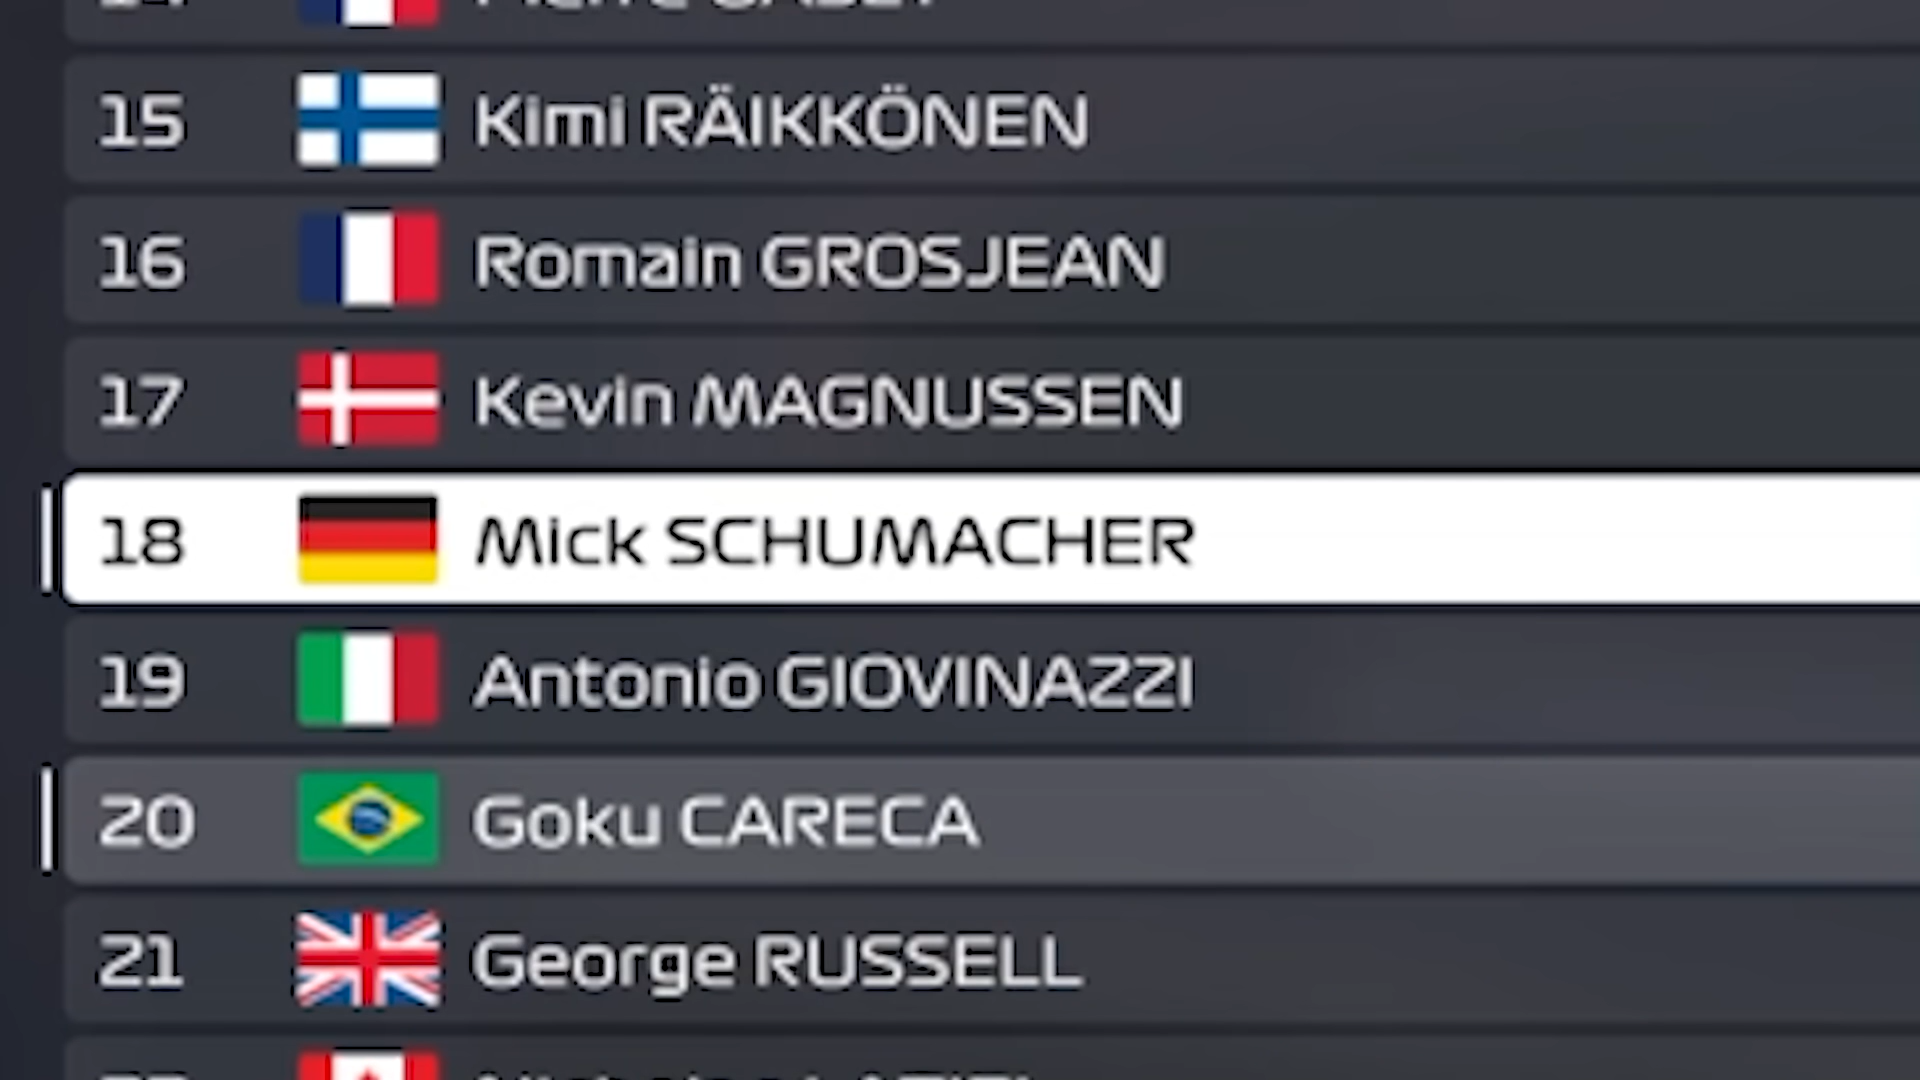 15 Kimi RÄIKKÖNEN
16 Romain GROSJEAN
17 Kevin MAGNUSSEN
18 Mick SCHUMACHER
19 Antonio GIOVINAZZI
20 Goku CARECA
21 George RUSSELL